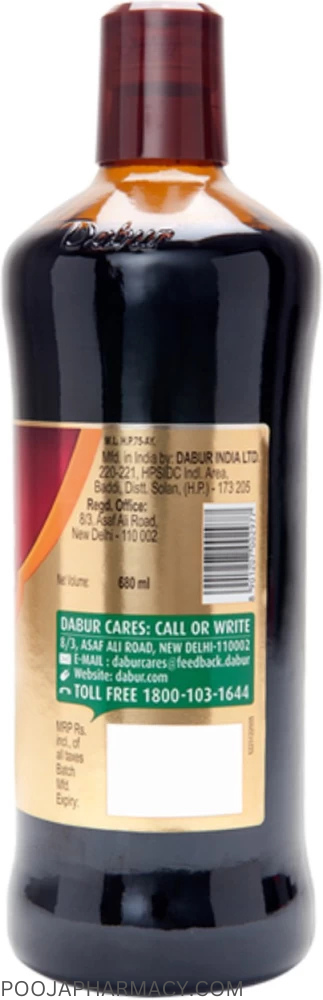 Dabur
M.L. H.P.75-AY.
Mfd. in India by: DABUR INDIA LTD.
220-221, HPSIDC Indl. Area,
Baddi, Distt. Solan, (H.P.) - 173 205
Regd. Office:
8/3, Asaf Ali Road,
New Delhi - 110 002
Net Volume: 680 ml
DABUR CARES: CALL OR WRITE
8/3, ASAF ALI ROAD, NEW DELHI-110002
E-MAIL : daburcares@feedback.dabur
Website: dabur.com
TOLL FREE 1800-103-1644
MRP Rs.
incl., of
all taxes
Batch
Mfd.
Expiry:
POOJAPHARMACY.COM